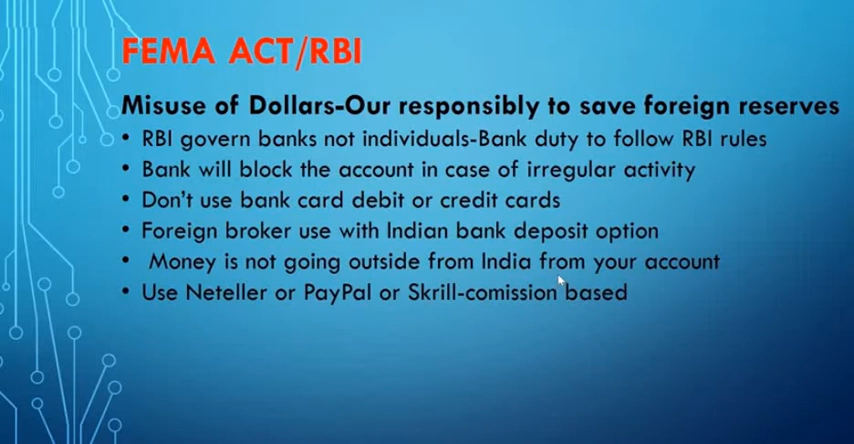 FEMA ACT/RBI
Misuse of Dollars-Our responsibly to save foreign reserves
• RBI govern banks not individuals-Bank duty to follow RBI rules
• Bank will block the account in case of irregular activity
• Don't use bank card debit or credit cards
• Foreign broker use with Indian bank deposit option
• Money is not going outside from India from your account
• Use Neteller or PayPal or Skrill-comission based